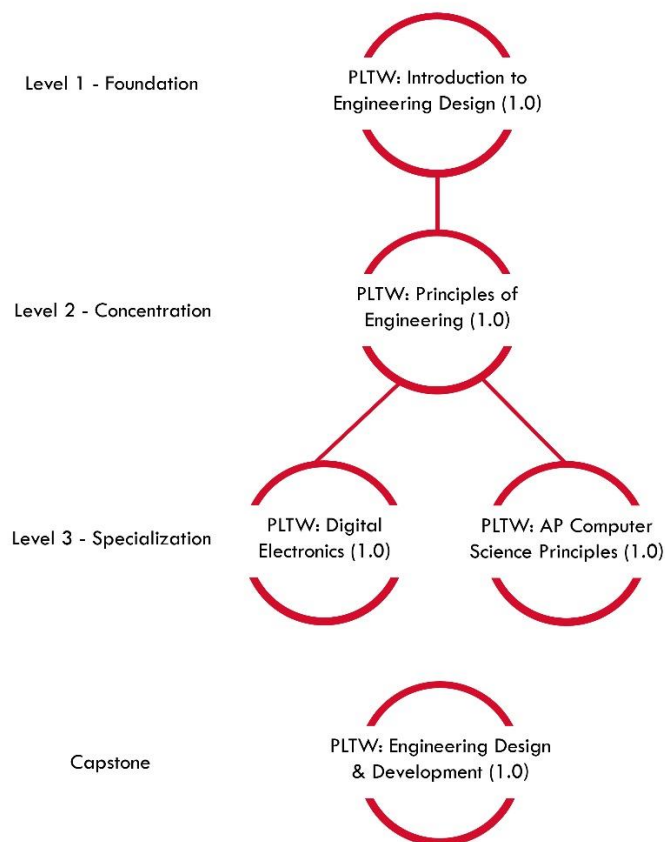 Level 1 - Foundation
PLTW: Introduction to
Engineering Design (1.0)
Level 2 - Concentration
PLTW: Principles of
Engineering (1.0)
Level 3 - Specialization
PLTW: Digital
Electronics (1.0)
PLTW: AP Computer
Science Principles (1.0)
Capstone
PLTW: Engineering Design
& Development (1.0)